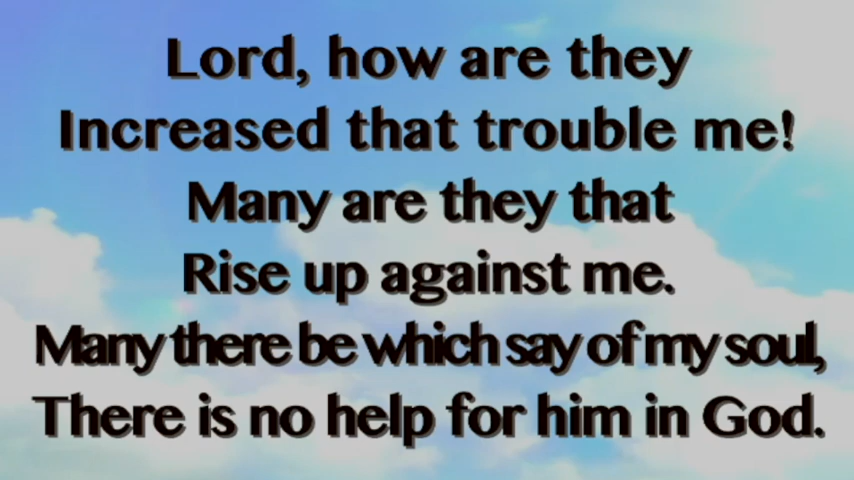 Lord, how are they
Increased that trouble me!
Many are they that
Rise up against me.
Many there be which say of my soul,
There is no help for him in God.